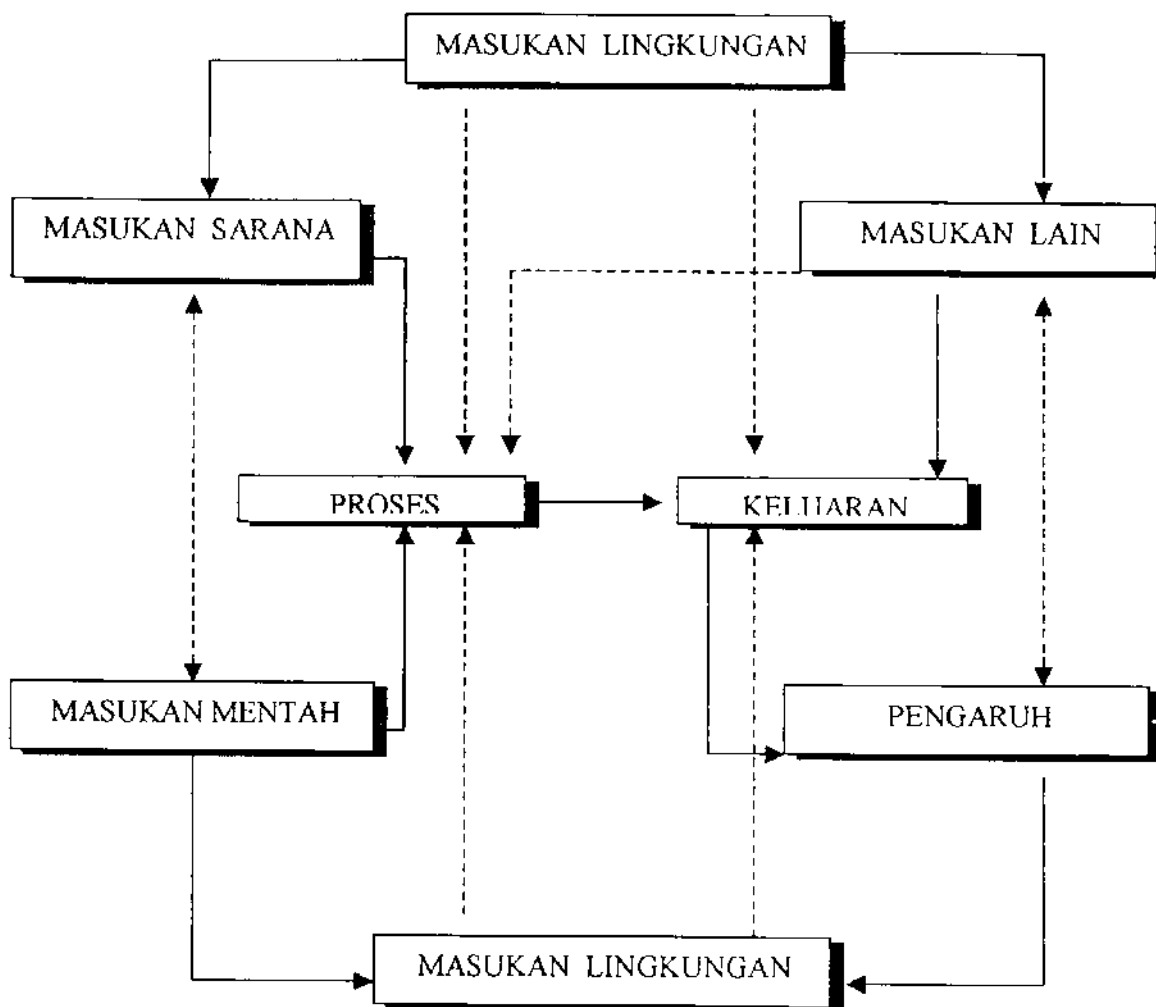 MASUKAN LINGKUNGAN
MASUKAN SARANA
MASUKAN LAIN
PROSES
KELUARAN
MASUKAN MENTAH
PENGARUH
MASUKAN LINGKUNGAN